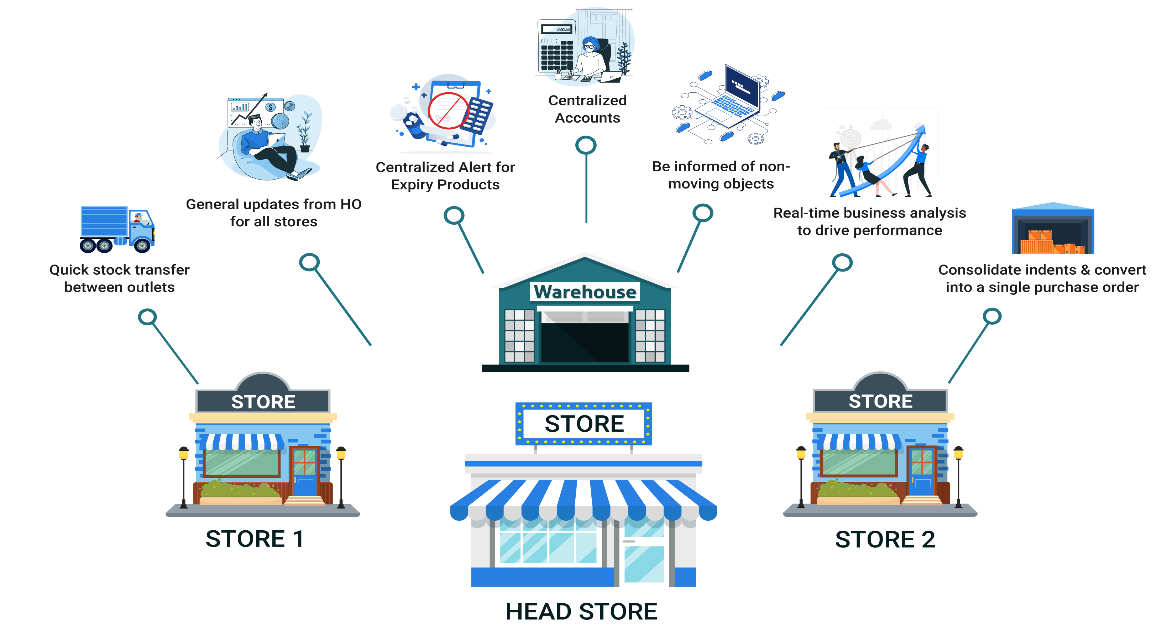 Centralized
Accounts
Centralized Alert for
Expiry Products
Be informed of non-
moving objects
General updates from HO
for all stores
Real-time business analysis
to drive performance
Quick stock transfer
between outlets
Consolidate indents & convert
into a single purchase order
Warehouse
STORE
STORE
STORE
STORE 1
STORE 2
HEAD STORE